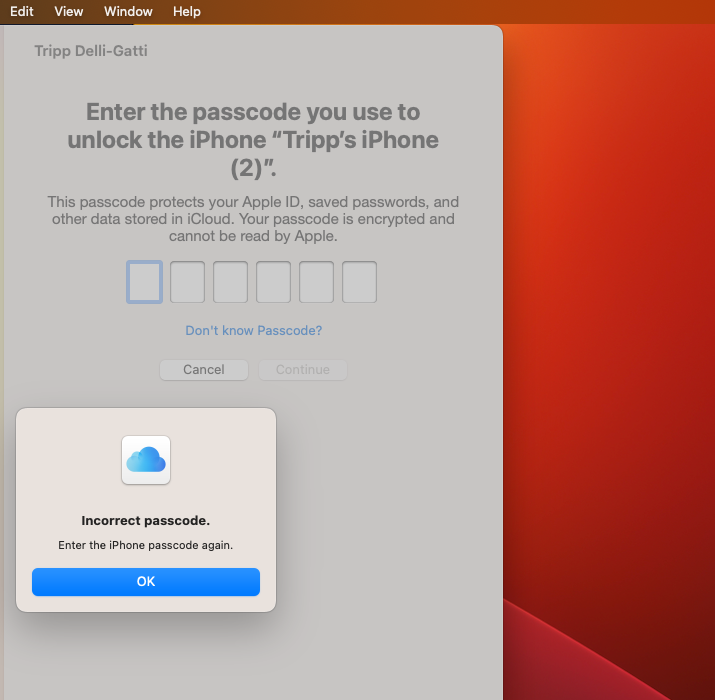 Edit View Window Help
Tripp Delli-Gatti
Enter the passcode you use to
unlock the iPhone “Tripp’s iPhone
(2)”.
This passcode protects your Apple ID, saved passwords, and
other data stored in iCloud. Your passcode is encrypted and
cannot be read by Apple.
Don't know Passcode?
Cancel Continue
Incorrect passcode.
Enter the iPhone passcode again.
OK